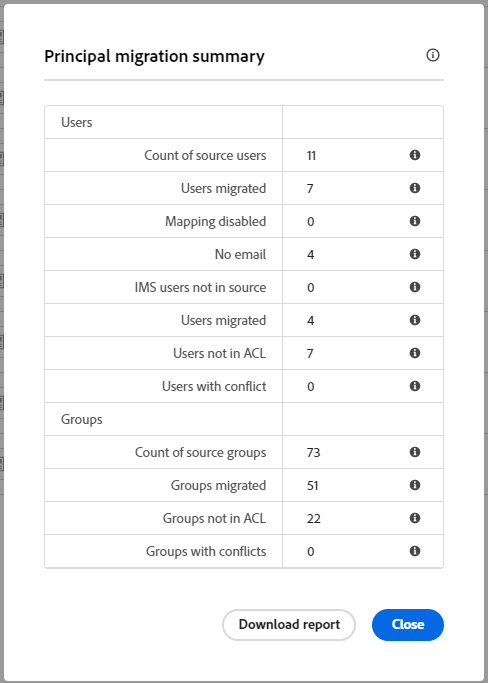 Principal migration summary
Users
Count of source users 11
Users migrated 7
Mapping disabled 0
No email 4
IMS users not in source 0
Users migrated 4
Users not in ACL 7
Users with conflict 0
Groups
Count of source groups 73
Groups migrated 51
Groups not in ACL 22
Groups with conflicts 0
Download report Close